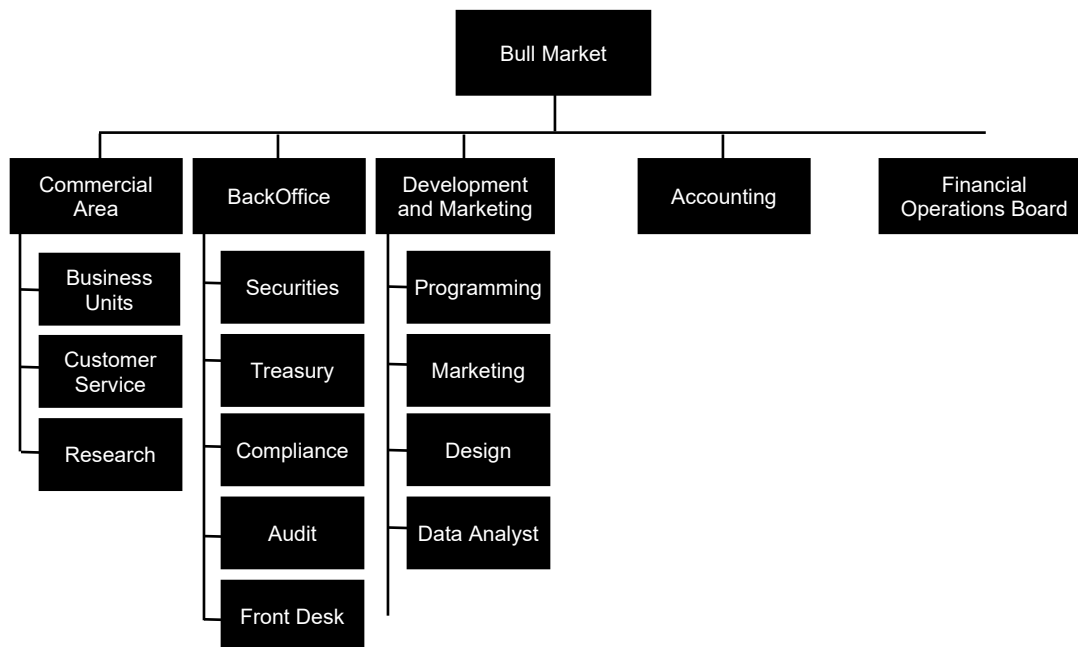 Bull Market
Commercial
Area
BackOffice
Development
and Marketing
Accounting
Financial
Operations Board
Business
Units
Customer
Service
Research
Securities
Treasury
Compliance
Audit
Front Desk
Programming
Marketing
Design
Data Analyst